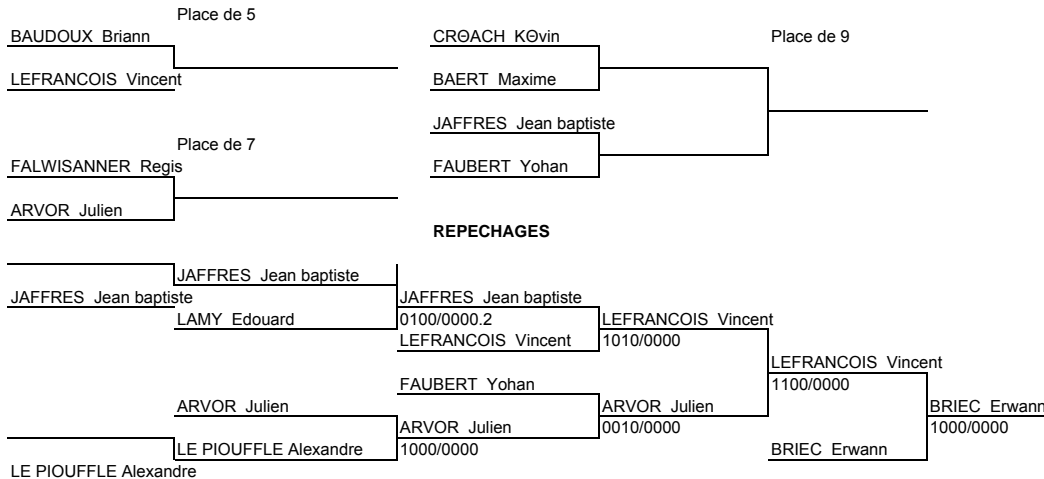 Place de 5
BAUDOUX Briann
LEFRANCOIS Vincent
CRΘACH KΘvin
Place de 9
BAERT Maxime
JAFFRES Jean baptiste
FAUBERT Yohan
Place de 7
FALWISANNER Regis
ARVOR Julien
REPECHAGES
JAFFRES Jean baptiste
JAFFRES Jean baptiste
LAMY Edouard
JAFFRES Jean baptiste
0100/0000.2
LEFRANCOIS Vincent
LEFRANCOIS Vincent
1010/0000
LEFRANCOIS Vincent
1100/0000
FAUBERT Yohan
ARVOR Julien
ARVOR Julien
0010/0000
BRIEC Erwann
1000/0000
ARVOR Julien
1000/0000
LE PIOUFFLE Alexandre
BRIEC Erwann
LE PIOUFFLE Alexandre